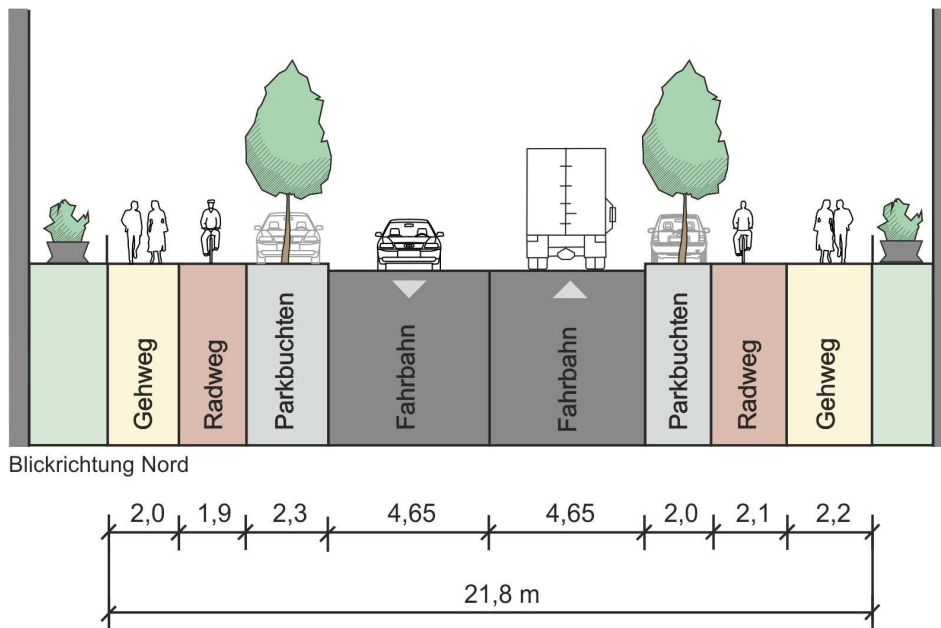 Gehweg
Radweg
Parkbuchten
Fahrbahn
Fahrbahn
Parkbuchten
Radweg
Gehweg
Blickrichtung Nord
2,0 1,9 2,3 4,65 4,65 2,0 2,1 2,2
21,8 m